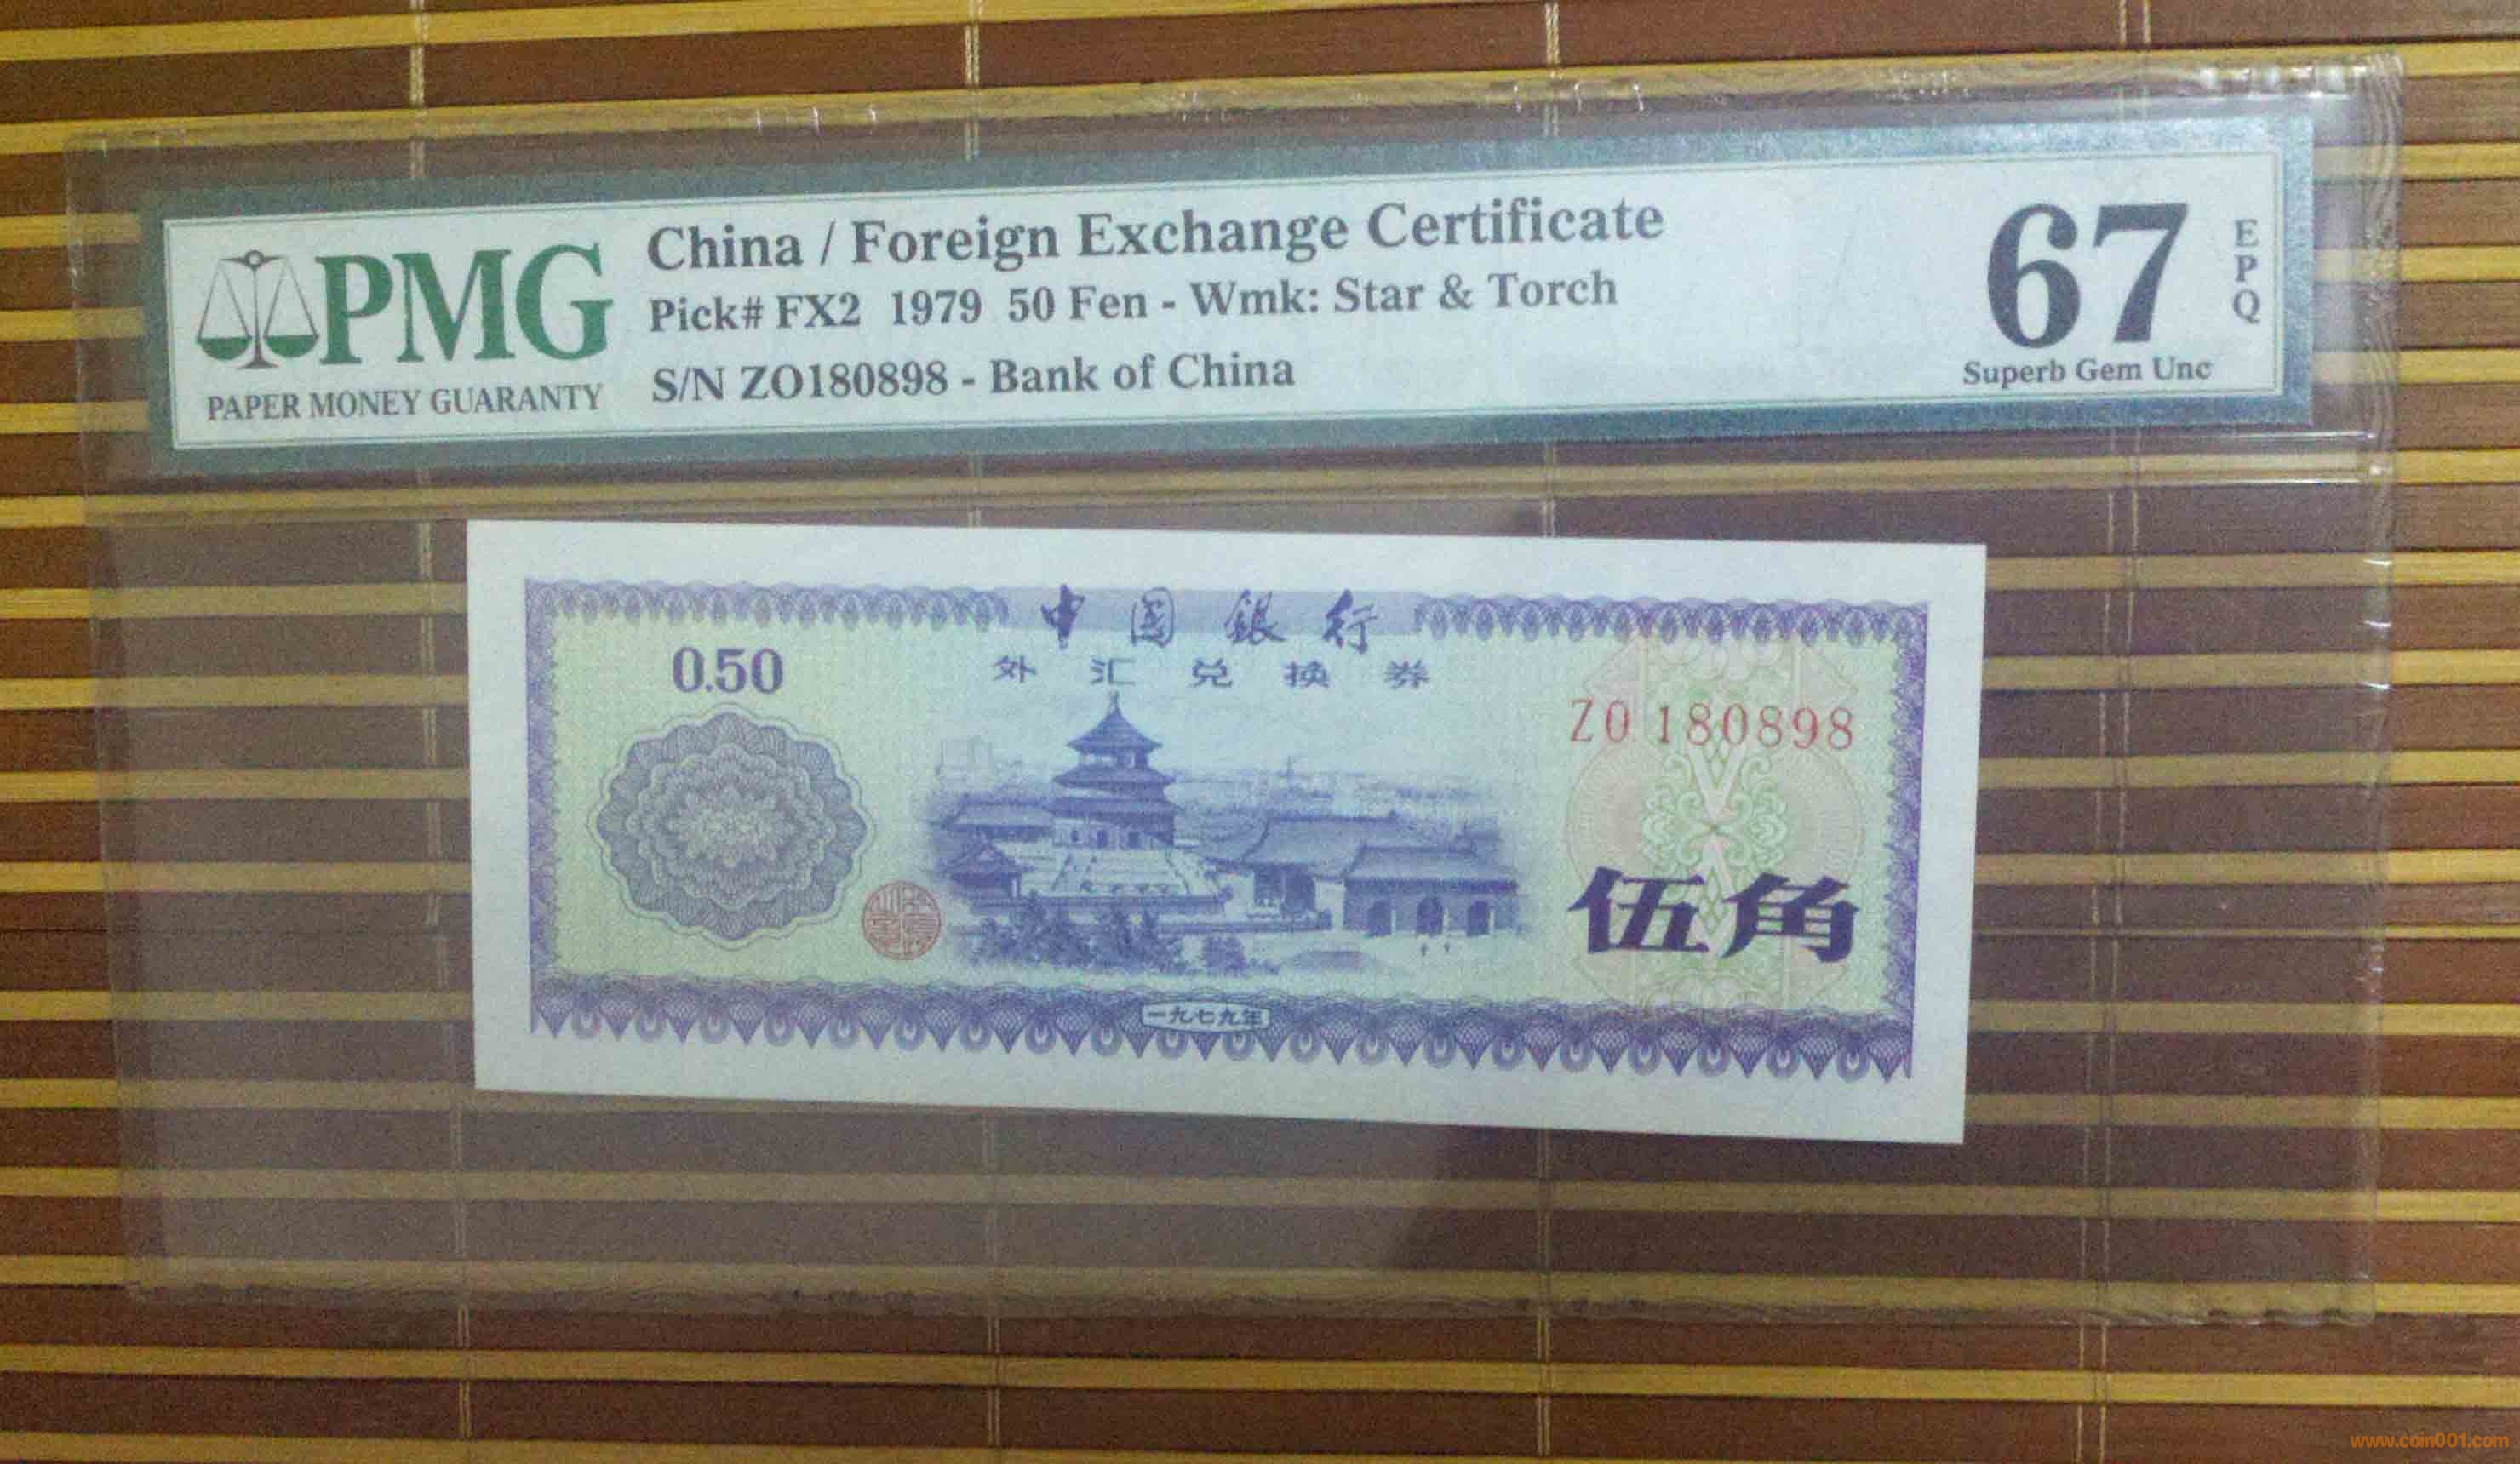 PMG
PAPER MONEY GUARANTY
China / Foreign Exchange Certificate
Pick# FX2 1979 50 Fen - Wmk: Star & Torch
S/N ZO180898 - Bank of China
67
EPQ
Superb Gem Unc
中国銀行
外汇兑换券
0.50
ZO 180898
伍角
一九七九年
www.coin001.com